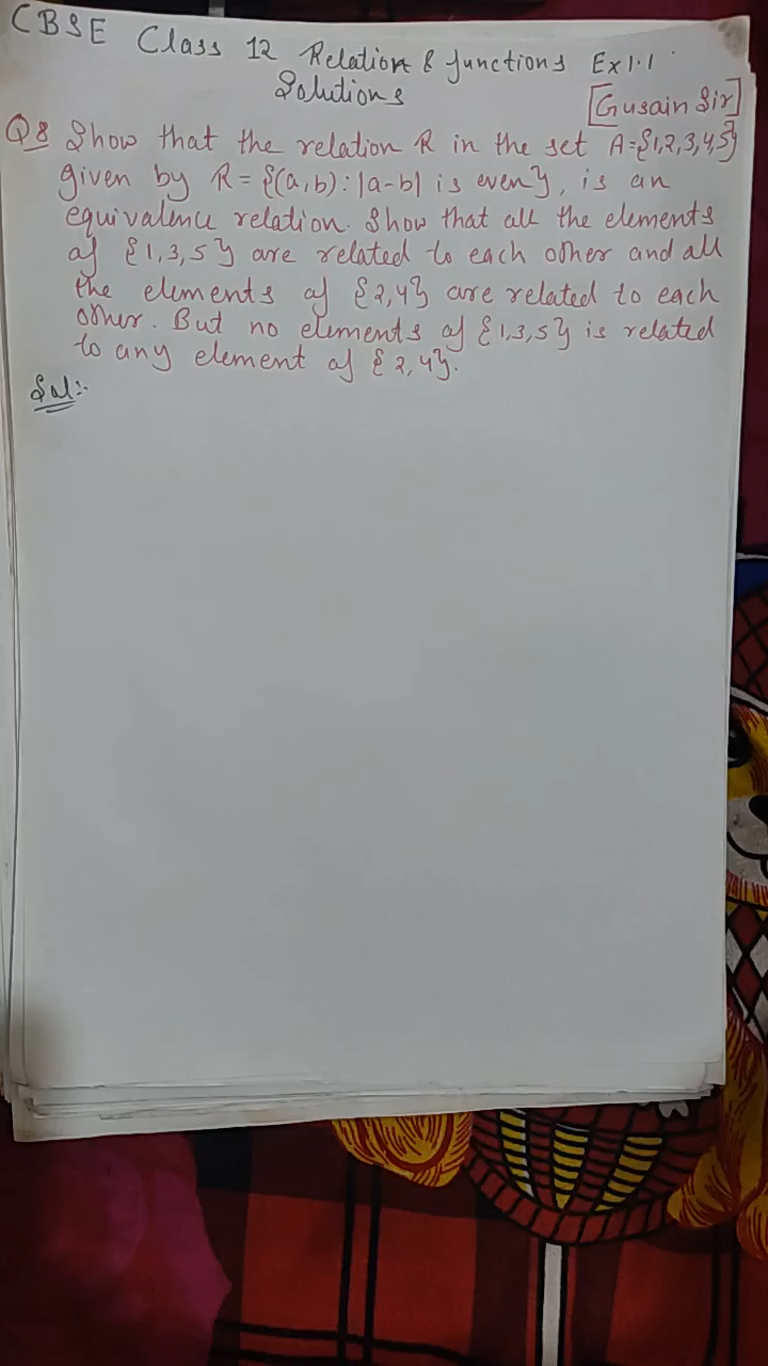 CBSE Class 12 Relation & functions Ex 1.1
Solutions
[Gusain Sir]
Q8 Show that the relation R in the set A={1,2,3,4,5}
given by R = {(a,b): |a-b| is even}, is an
equivalence relation. Show that all the elements
of {1,3,5} are related to each other and all
the elements of {2,4} are related to each
other. But no elements of {1,3,5} is related
to any element of {2,4}.
Sol:-